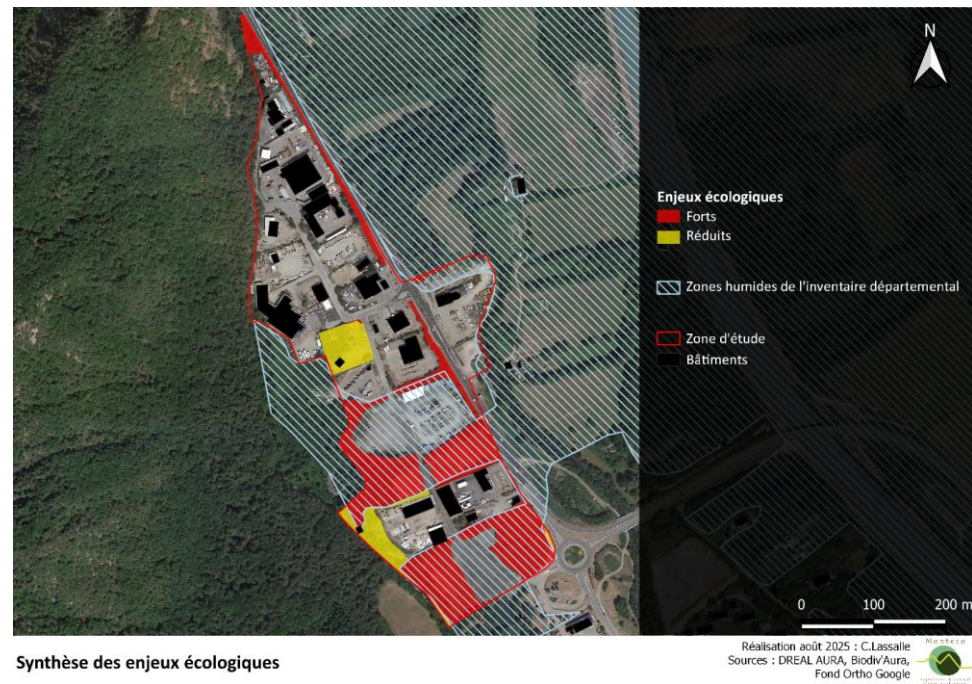 N
Enjeux écologiques
Forts
Réduits
Zones humides de l'inventaire départemental
Zone d'étude
Bâtiments
0 100 200 m
Synthèse des enjeux écologiques
Réalisation août 2025 : C.Lassalle
Sources : DREAL AURA, Biodiv'Aura,
Fond Ortho Google
Monteco